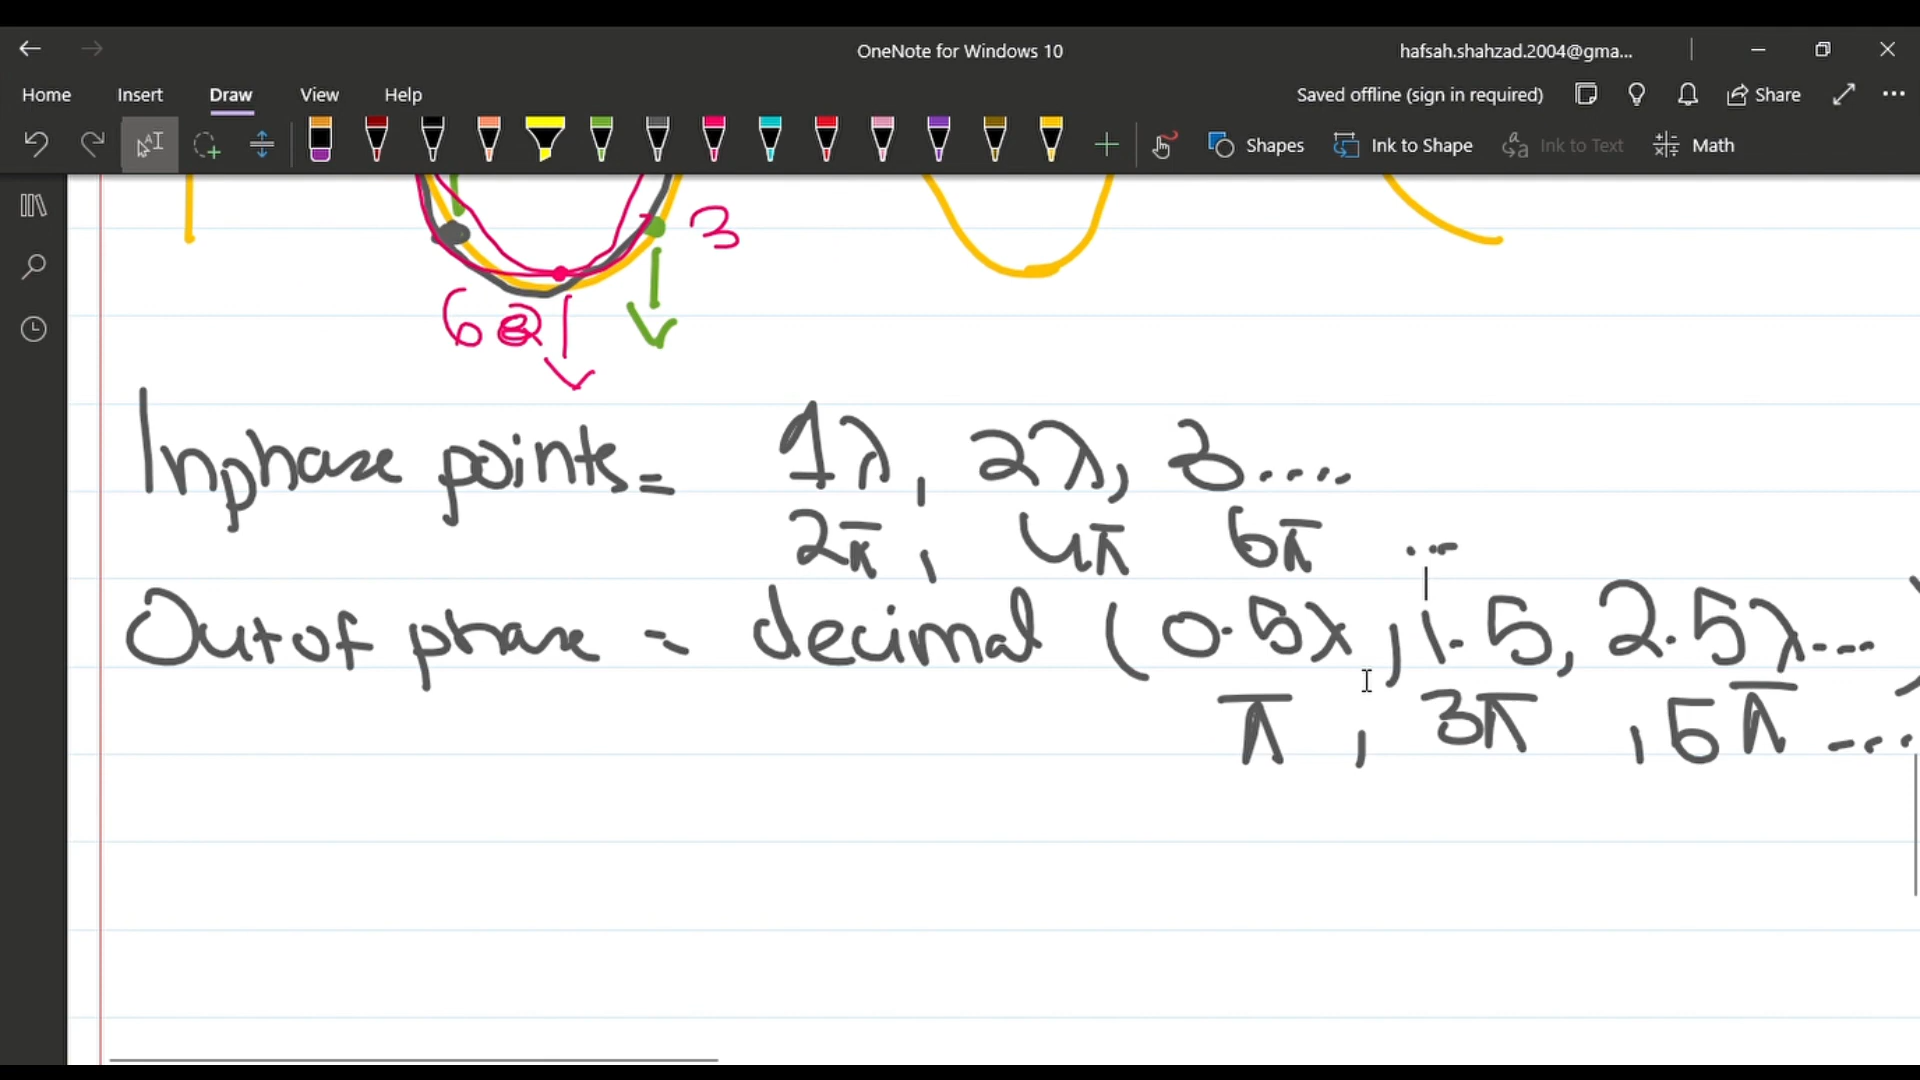 OneNote for Windows 10
hafsah.shahzad.2004@gma...
Home Insert Draw View Help
Saved offline (sign in required)
Share
Shapes
Ink to Shape
Ink to Text
Math
3
6
Inphase points = 1λ, 2λ, 3....
2π, 4π 6π ...
Out of phase = decimal (0.5λ, 1.5, 2.5λ... )
π, 3π, 5π ....